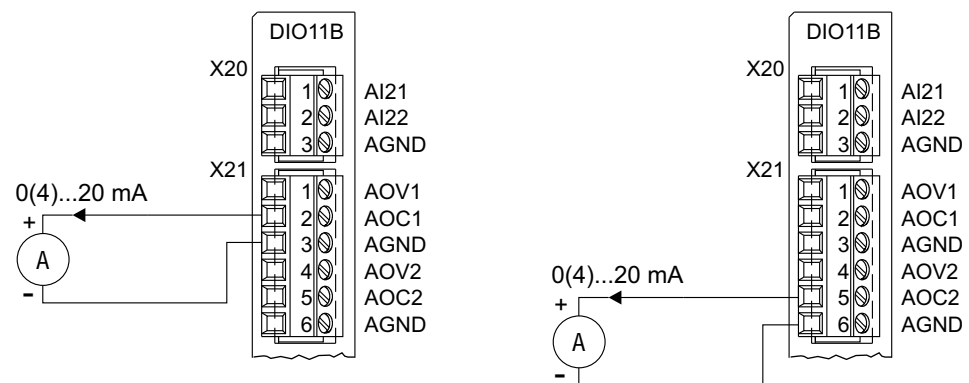 DIO11B
X20
1 AI21
2 AI22
3 AGND
X21
1 AOV1
0(4)...20 mA
2 AOC1
+
3 AGND
A
4 AOV2
-
5 AOC2
6 AGND
DIO11B
X20
1 AI21
2 AI22
3 AGND
X21
1 AOV1
2 AOC1
3 AGND
4 AOV2
0(4)...20 mA
5 AOC2
+
6 AGND
A
-